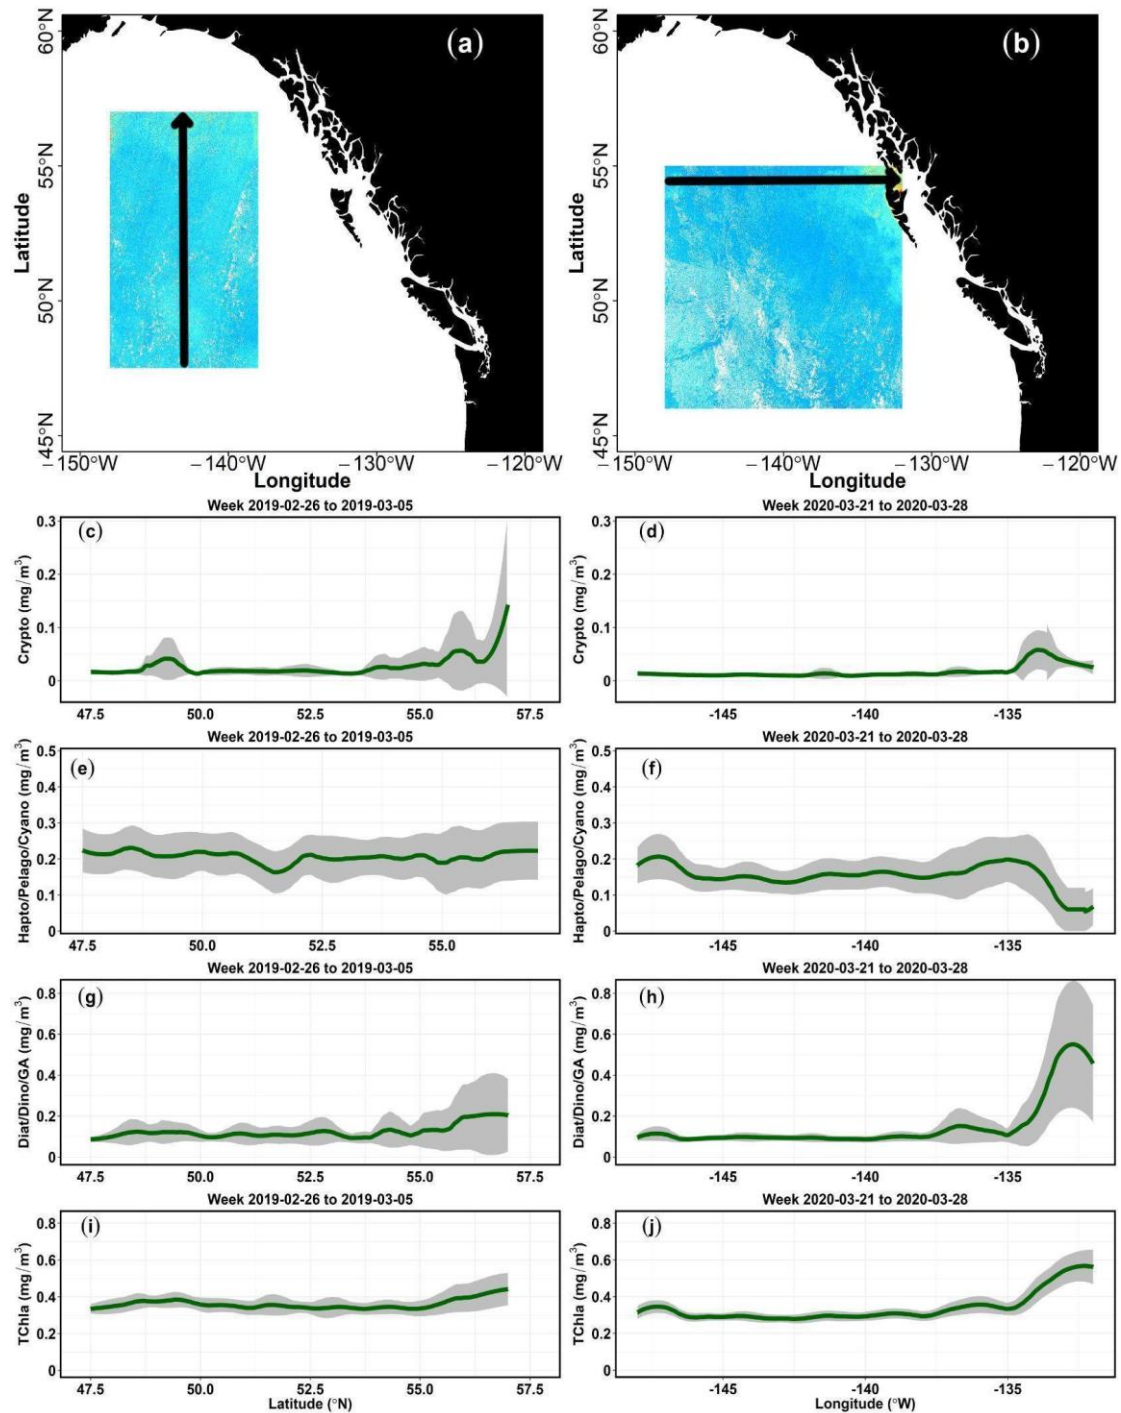 (a)
60°N
55°N
50°N
45°N
Latitude
−150°W −140°W −130°W −120°W
Longitude
(b)
60°N
55°N
50°N
45°N
Latitude
−150°W −140°W −130°W −120°W
Longitude
Week 2019-02-26 to 2019-03-05
(c)
Crypto (mg/m³)
0.3
0.2
0.1
0
47.5 50.0 52.5 55.0 57.5
Week 2020-03-21 to 2020-03-28
(d)
Crypto (mg/m³)
0.3
0.2
0.1
0
-145 -140 -135
Week 2019-02-26 to 2019-03-05
(e)
Hapto/Pelago/Cyano (mg/m³)
0.5
0.4
0.3
0.2
0.1
0
47.5 50.0 52.5 55.0
Week 2020-03-21 to 2020-03-28
(f)
Hapto/Pelago/Cyano (mg/m³)
0.5
0.4
0.3
0.2
0.1
0
-145 -140 -135
Week 2019-02-26 to 2019-03-05
(g)
Diat/Dino/GA (mg/m³)
0.8
0.6
0.4
0.2
0
47.5 50.0 52.5 55.0 57.5
Week 2020-03-21 to 2020-03-28
(h)
Diat/Dino/GA (mg/m³)
0.8
0.6
0.4
0.2
0
-145 -140 -135
Week 2019-02-26 to 2019-03-05
(i)
TChla (mg/m³)
0.8
0.6
0.4
0.2
0
47.5 50.0 52.5 55.0 57.5
Latitude (°N)
Week 2020-03-21 to 2020-03-28
(j)
TChla (mg/m³)
0.8
0.6
0.4
0.2
0
-145 -140 -135
Longitude (°W)